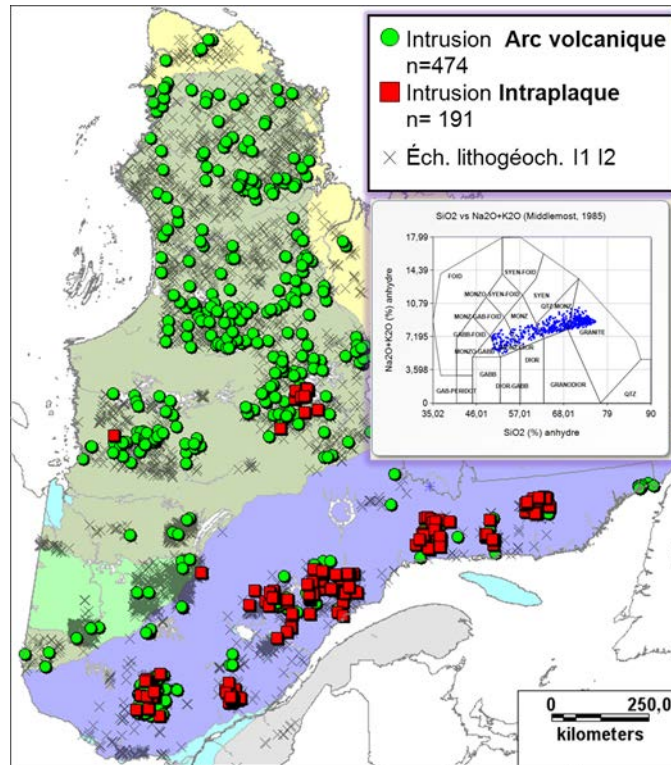 Intrusion Arc volcanique
n=474
Intrusion Intraplaque
n= 191
Éch. lithogéoch. I1 I2
SiO2 vs Na2O+K2O (Middlemost, 1985)
Na2O+K2O (%) anhydre
17,99
14,39
10,79
7,195
3,598
0
FOID
SYEN-FOID
MONZO-SYEN-FOID
SYEN
QTZ MONZ
MONZ-GAB-FOID
MONZ
GABB-FOID
GRANITE
MONZO-GABB
DIOR
GABB
GAB-PERIDOT
DIOR-GABB
GRANODIOR
QTZ
35,02
46,01
57,01
68,01
79
90
SiO2 (%) anhydre
0
250,0
kilometers